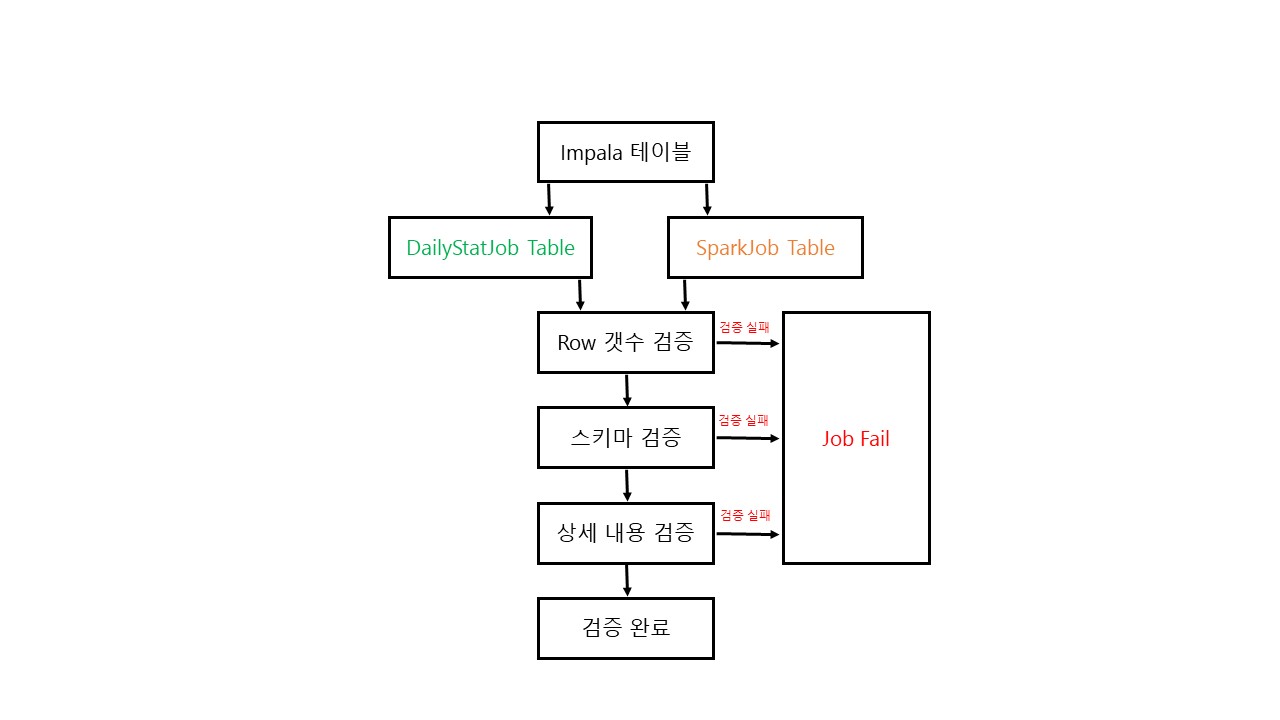 Impala 테이블
DailyStatJob Table
SparkJob Table
Row 갯수 검증
검증 실패
스키마 검증
검증 실패
Job Fail
상세 내용 검증
검증 실패
검증 완료